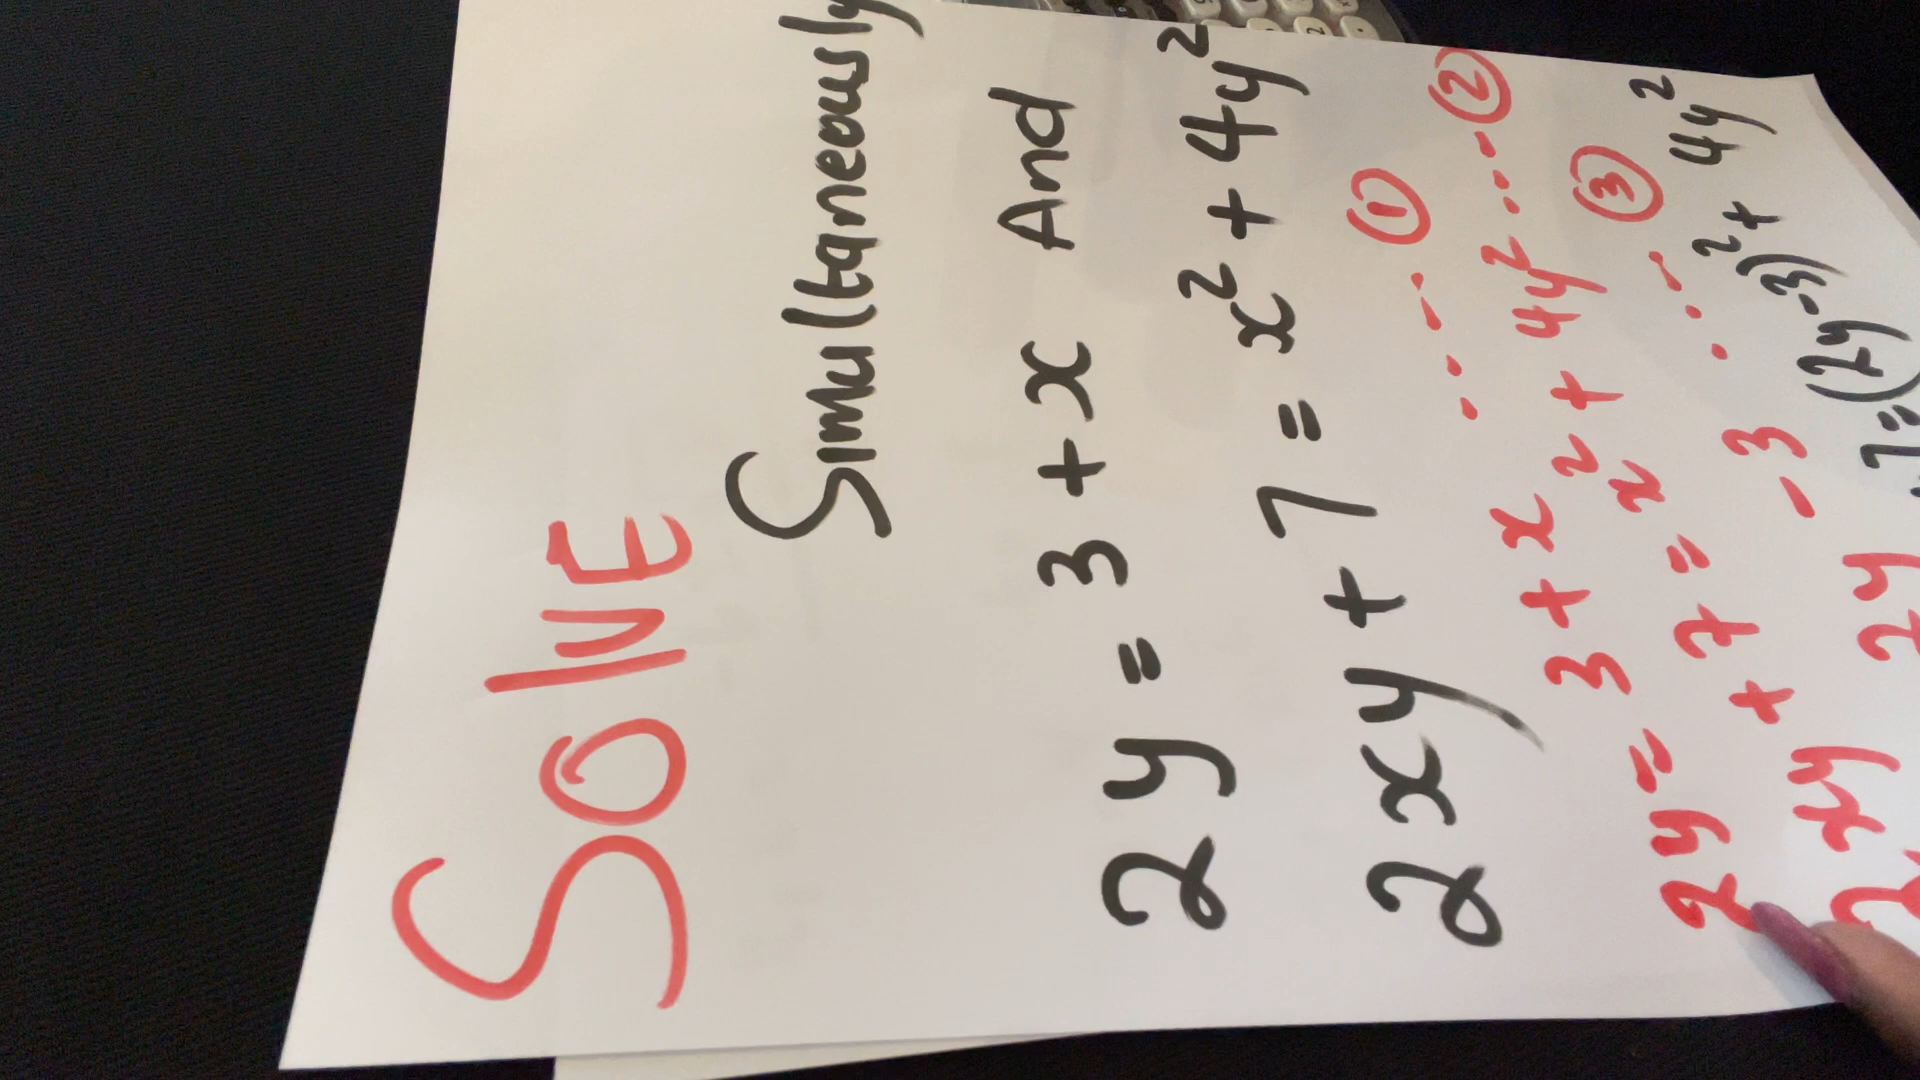 SOlVE
Simultaneously
2y = 3 + x And
2xy + 7 = x² + 4y²
2y = 3 + x .... ①
2xy + 7 = x² + 4y² ... ②
2y - 3 .... ③
7 = (2y - 3)² + 4y²